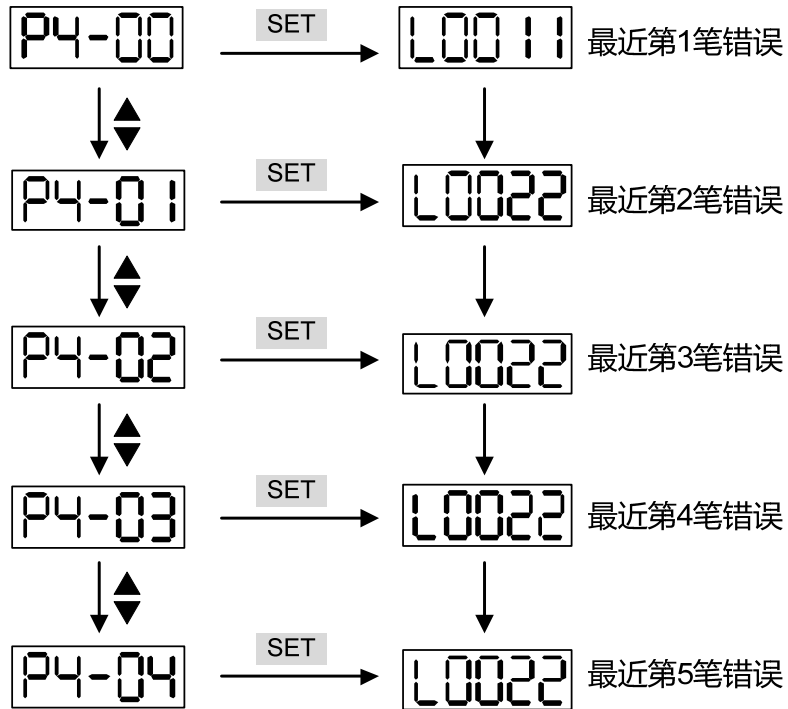 P4-00 SET L0011 最近第1笔错误
P4-01 SET L0022 最近第2笔错误
P4-02 SET L0022 最近第3笔错误
P4-03 SET L0022 最近第4笔错误
P4-04 SET L0022 最近第5笔错误